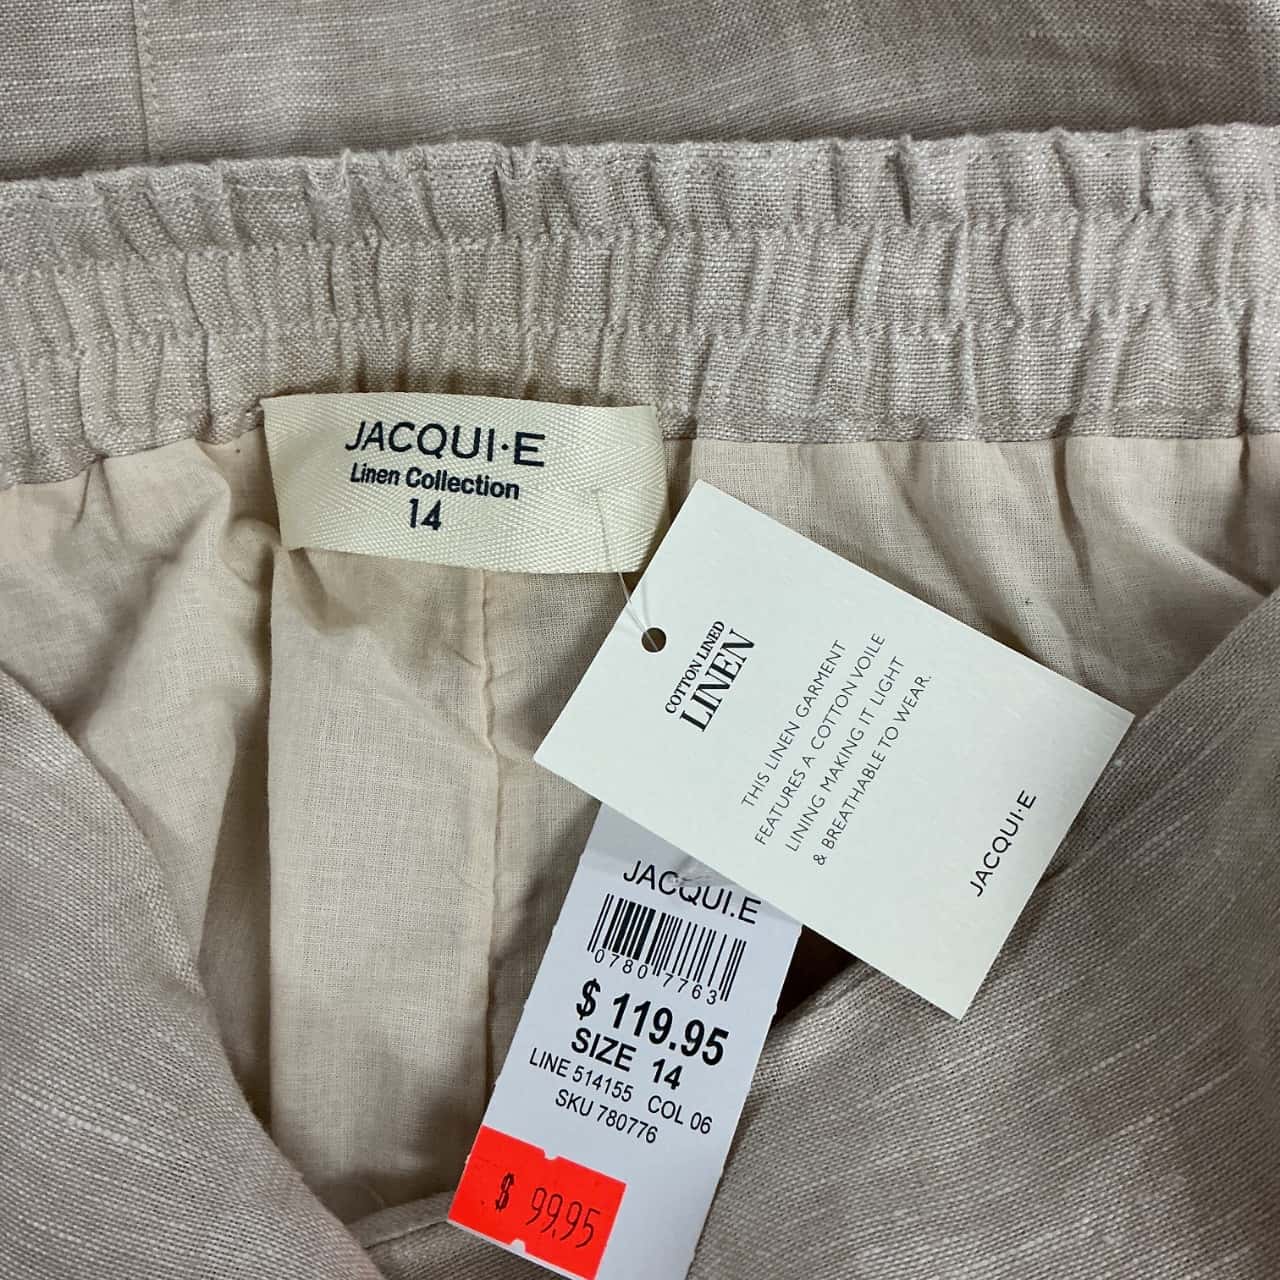 JACQUI·E
Linen Collection
14
COTTON LINED
LINEN
THIS LINEN GARMENT
FEATURES A COTTON VOILE
LINING MAKING IT LIGHT
& BREATHABLE TO WEAR.
JACQUI·E
JACQUI.E
07807763
$ 119.95
SIZE 14
LINE 514155 COL 06
SKU 780776
$ 99.95